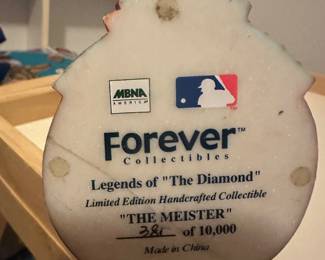 MBNA
AMERICA
Forever™
Collectibles
Legends of "The Diamond"
Limited Edition Handcrafted Collectible
"THE MEISTER"
381 of 10,000
Made in China